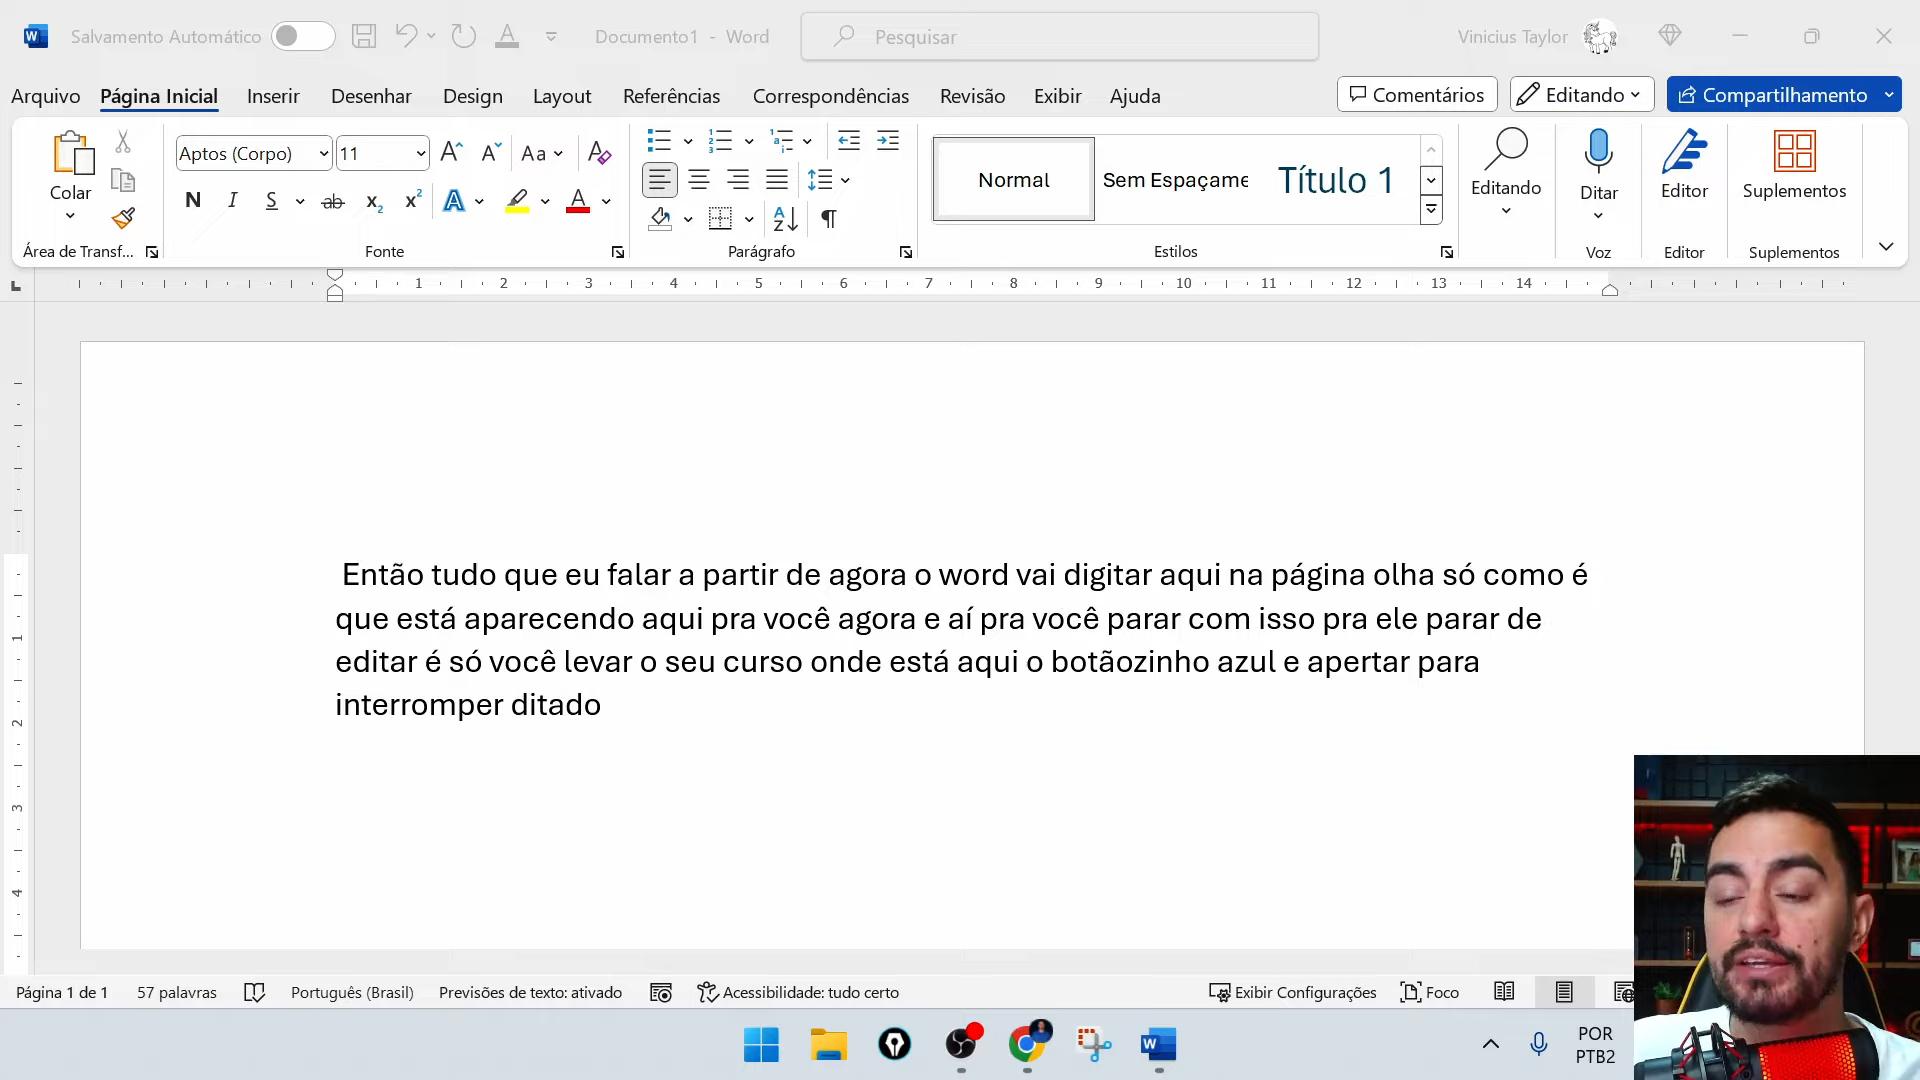 Salvamento Automático
Documento1 - Word
Pesquisar
Vinicius Taylor
Arquivo Página Inicial Inserir Desenhar Design Layout Referências Correspondências Revisão Exibir Ajuda
Comentários Editando Compartilhamento
Colar
Aptos (Corpo) 11
Aa
N I S ab x₂ x² A A
Normal Sem Espaçame Título 1
Editando Ditar Editor Suplementos
Área de Transf... Fonte Parágrafo Estilos Voz Editor Suplementos
1 2 3 4 5 6 7 8 9 10 11 12 13 14
Então tudo que eu falar a partir de agora o word vai digitar aqui na página olha só como é
que está aparecendo aqui pra você agora e aí pra você parar com isso pra ele parar de
editar é só você levar o seu curso onde está aqui o botãozinho azul e apertar para
interromper ditado
1
2
3
4
Página 1 de 1 57 palavras Português (Brasil) Previsões de texto: ativado Acessibilidade: tudo certo Exibir Configurações Foco
POR
PTB2